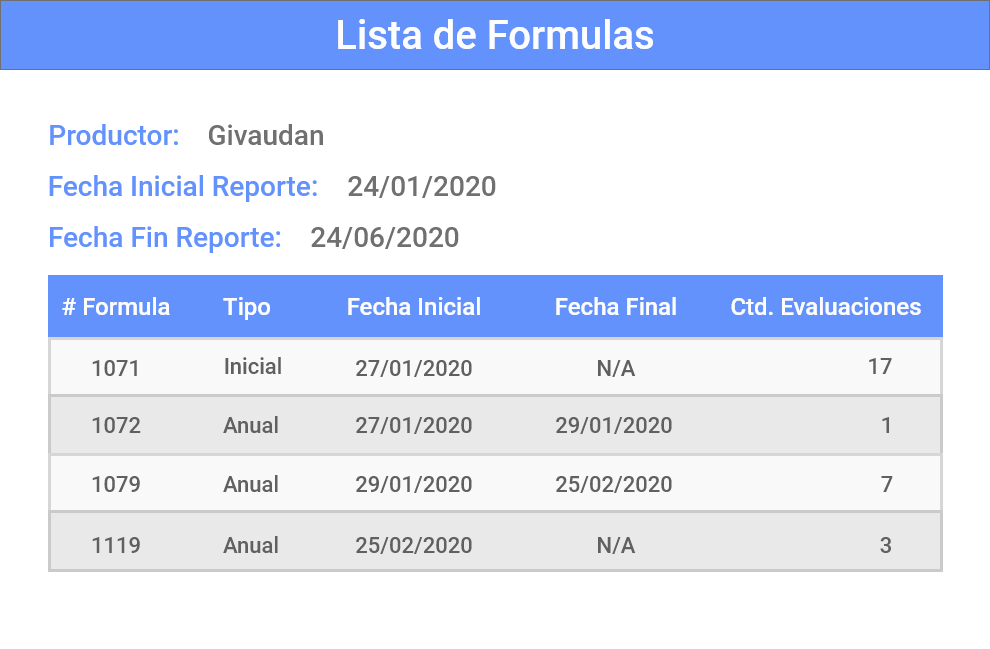 Lista de Formulas
Productor: Givaudan
Fecha Inicial Reporte: 24/01/2020
Fecha Fin Reporte: 24/06/2020
# Formula Tipo Fecha Inicial Fecha Final Ctd. Evaluaciones
1071 Inicial 27/01/2020 N/A 17
1072 Anual 27/01/2020 29/01/2020 1
1079 Anual 29/01/2020 25/02/2020 7
1119 Anual 25/02/2020 N/A 3